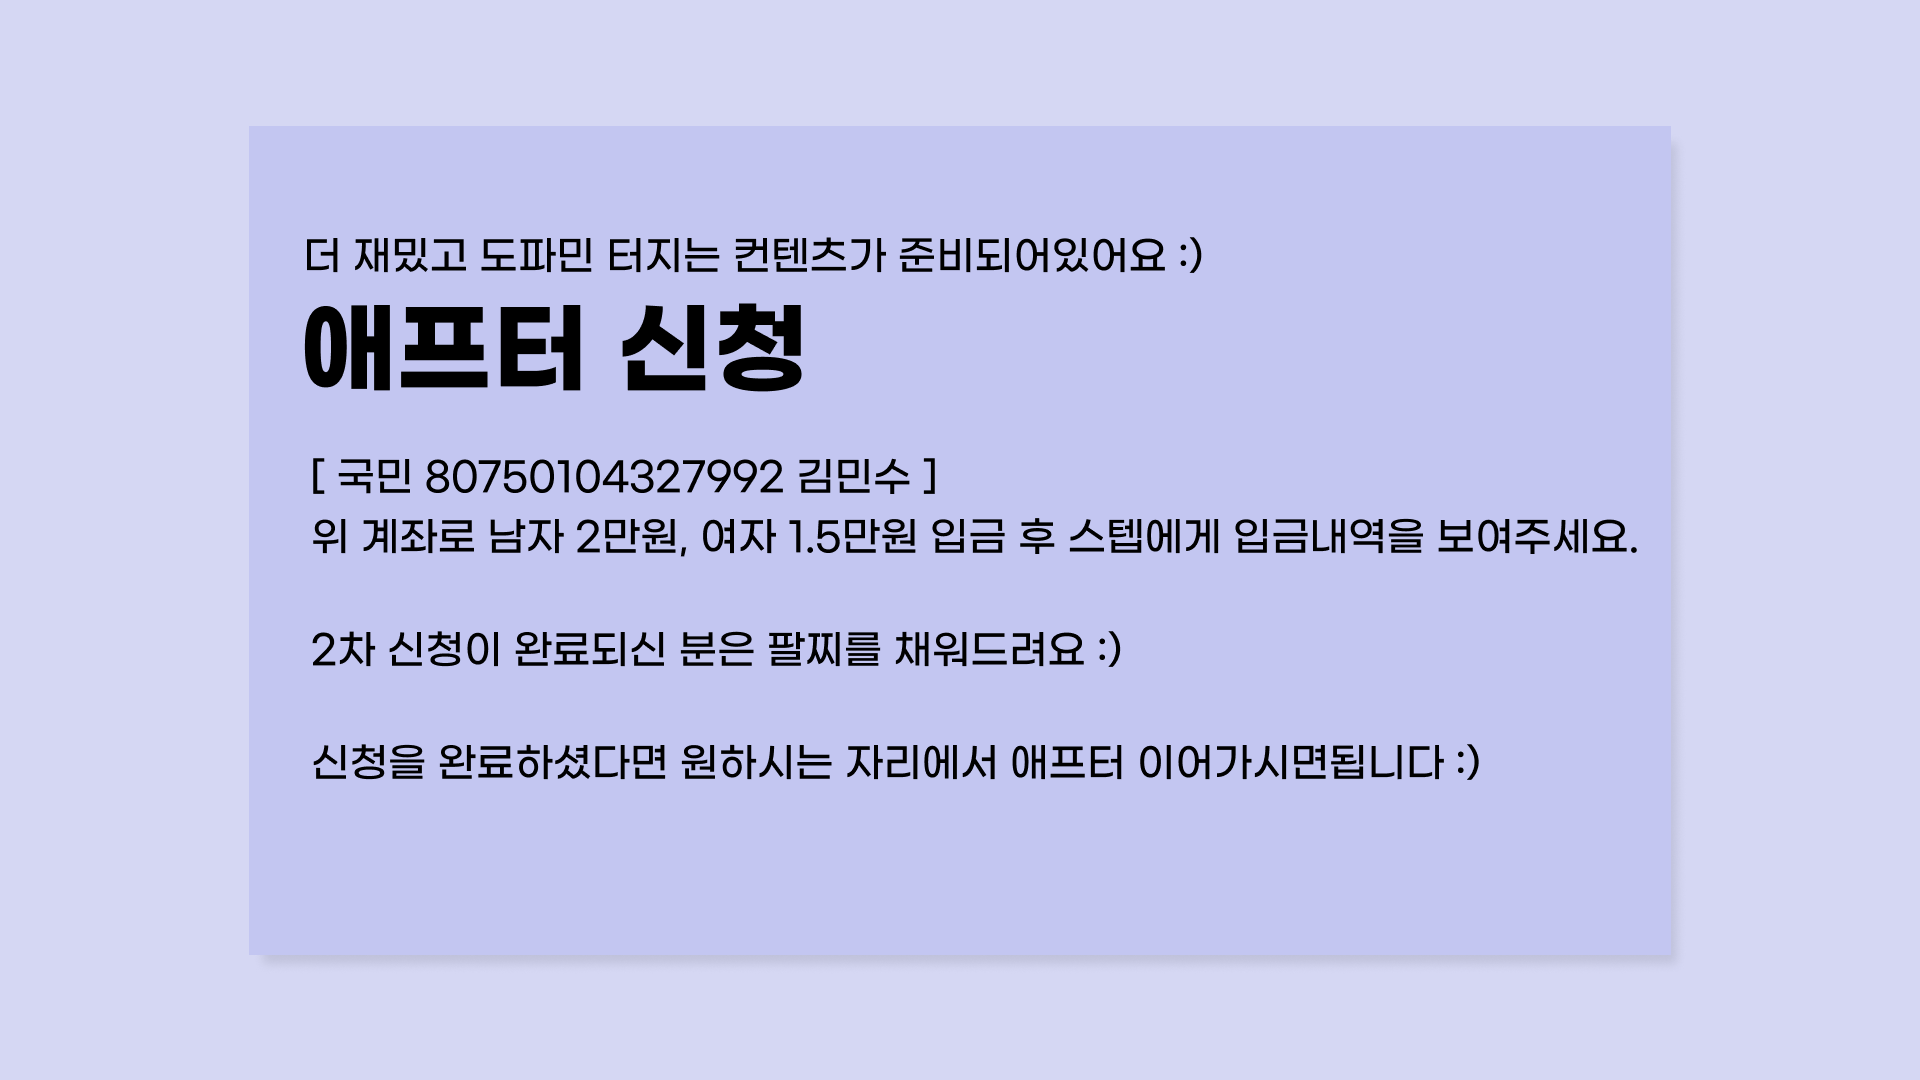 더 재밌고 도파민 터지는 컨텐츠가 준비되어있어요 :)
애프터 신청
[ 국민 80750104327992 김민수 ]
위 계좌로 남자 2만원, 여자 1.5만원 입금 후 스텝에게 입금내역을 보여주세요.
2차 신청이 완료되신 분은 팔찌를 채워드려요 :)
신청을 완료하셨다면 원하시는 자리에서 애프터 이어가시면됩니다 :)